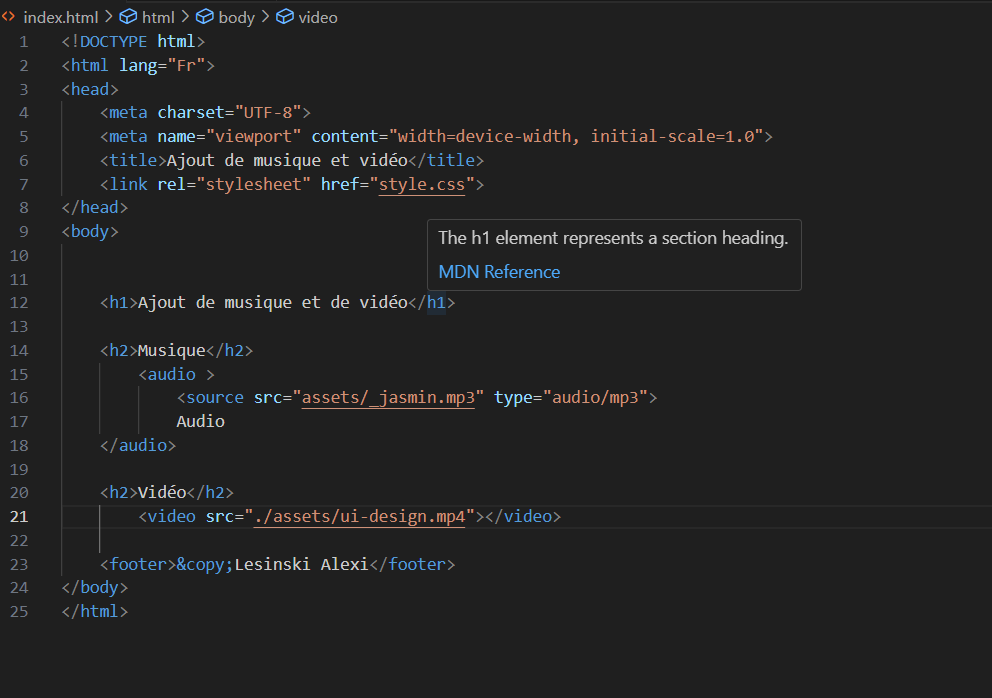 index.html > html > body > video
1 <!DOCTYPE html>
2 <html lang="Fr">
3 <head>
4     <meta charset="UTF-8">
5     <meta name="viewport" content="width=device-width, initial-scale=1.0">
6     <title>Ajout de musique et vidéo</title>
7     <link rel="stylesheet" href="style.css">
8 </head>
9 <body>
The h1 element represents a section heading.
10
MDN Reference
11
12     <h1>Ajout de musique et de vidéo</h1>
13
14     <h2>Musique</h2>
15         <audio >
16             <source src="assets/_jasmin.mp3" type="audio/mp3">
17             Audio
18     </audio>
19
20     <h2>Vidéo</h2>
21         <video src="./assets/ui-design.mp4"></video>
22
23     <footer>&copy;Lesinski Alexi</footer>
24 </body>
25 </html>